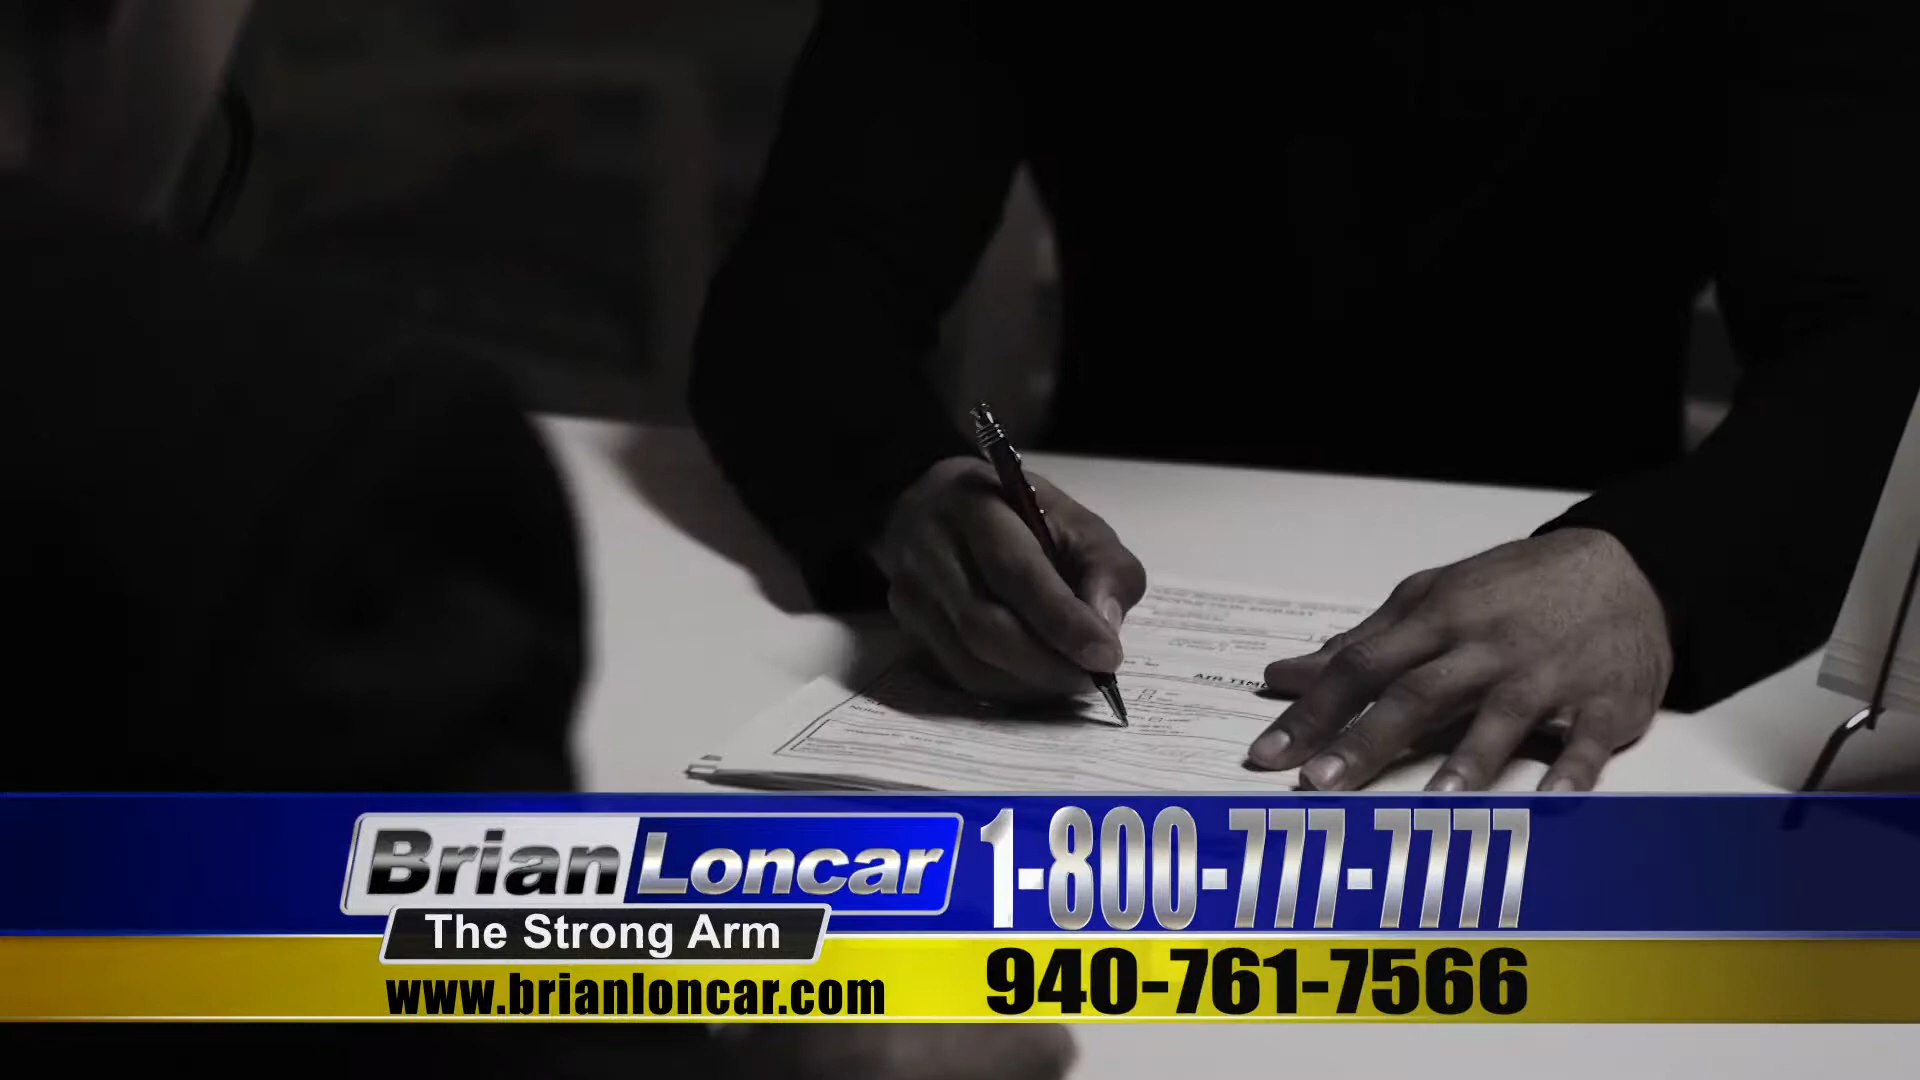 AIR TIME
Brian Loncar
The Strong Arm
www.brianloncar.com
1-800-777-7777
940-761-7566